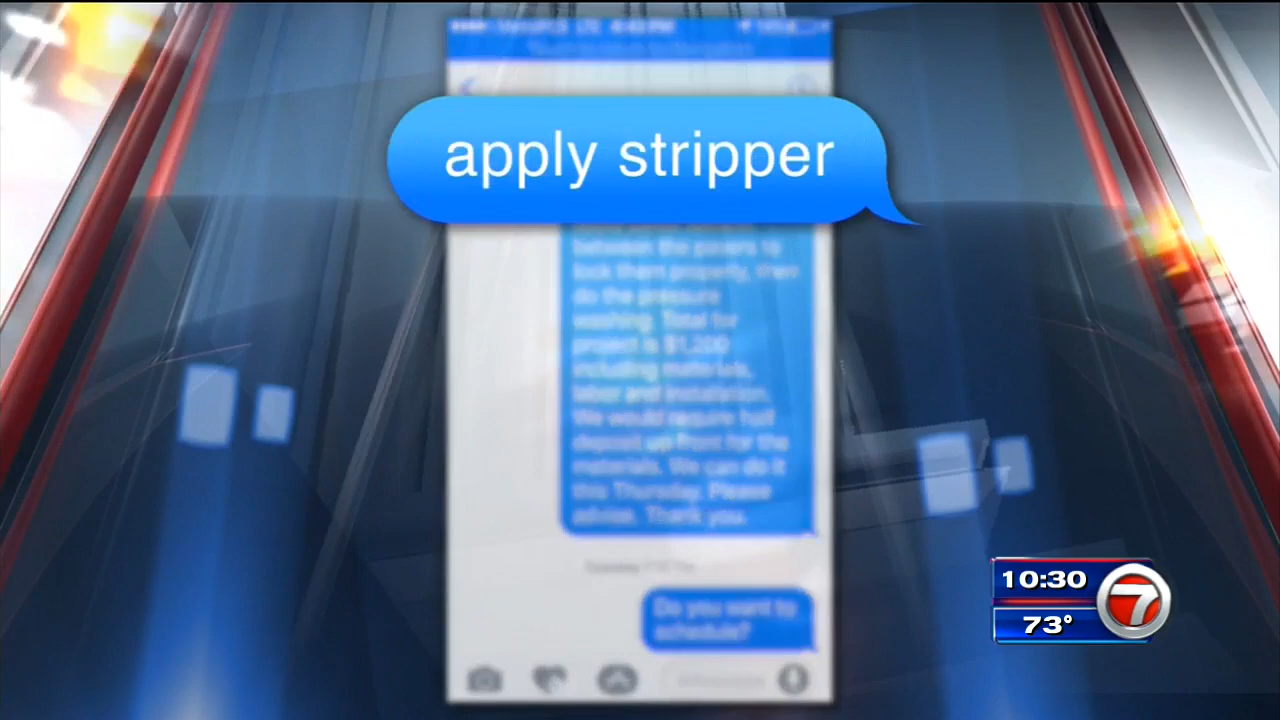 apply stripper
between the pavers to
lock them properly, then
do the pressure
washing. Total for
project is $1,200
including materials,
labor and installation.
We would require half
deposit up front for the
materials. We can do it
this Thursday. Please
advise. Thank you.
Do you want to
schedule?
10:30
7
73°